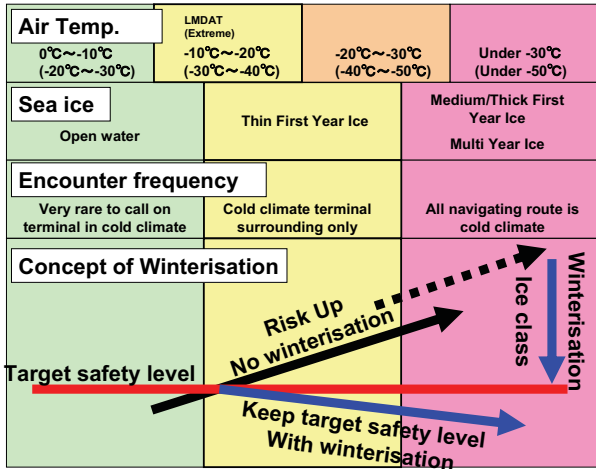 Air Temp.
LMDAT
(Extreme)
0℃～-10℃
(-20℃～-30℃)
-10℃～-20℃
(-30℃～-40℃)
-20℃～-30℃
(-40℃～-50℃)
Under -30℃
(Under -50℃)
Sea ice
Open water
Thin First Year Ice
Medium/Thick First
Year Ice
Multi Year Ice
Encounter frequency
Very rare to call on
terminal in cold climate
Cold climate terminal
surrounding only
All navigating route is
cold climate
Concept of Winterisation
Risk Up
No winterisation
Ice class
Winterisation
Target safety level
Keep target safety level
With winterisation